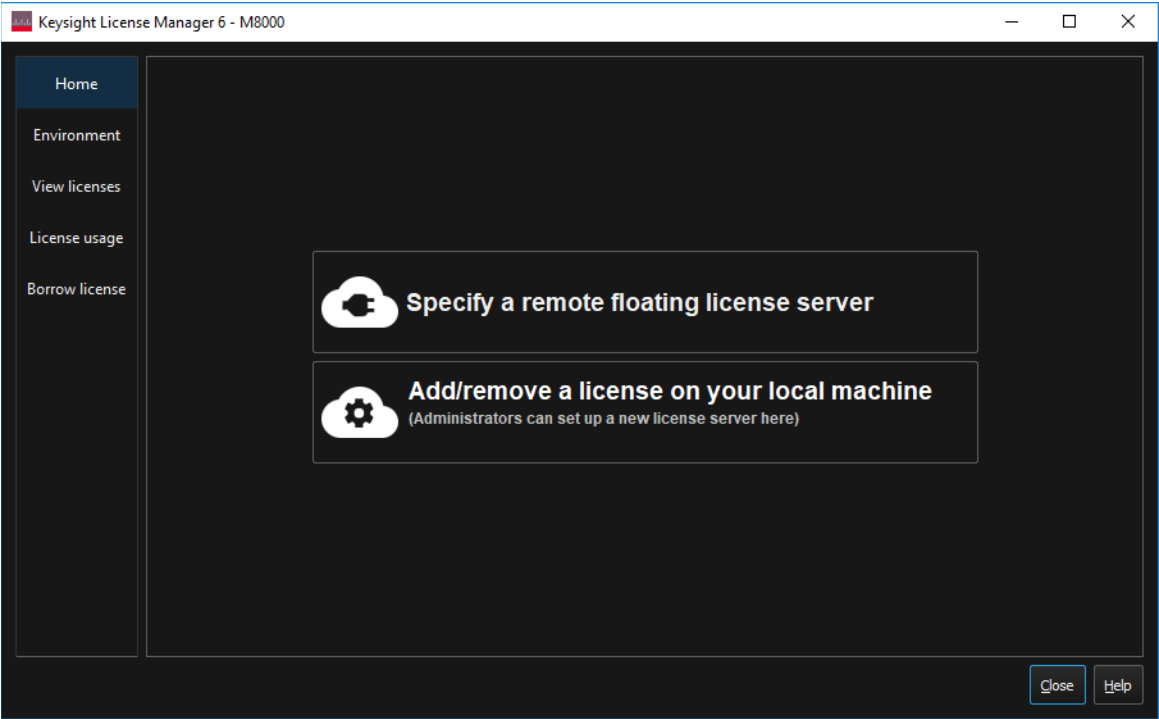 Keysight License Manager 6 - M8000
Home
Environment
View licenses
License usage
Borrow license
Specify a remote floating license server
Add/remove a license on your local machine
(Administrators can set up a new license server here)
Close
Help